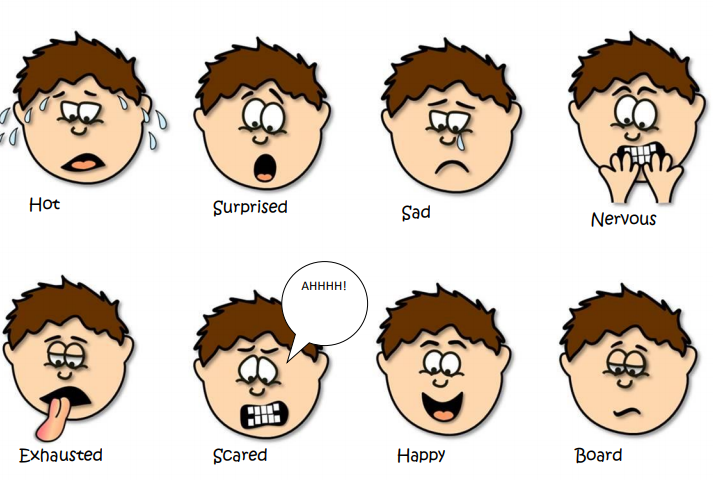 Hot
Surprised
Sad
Nervous
AHHHH!
Exhausted
Scared
Happy
Board